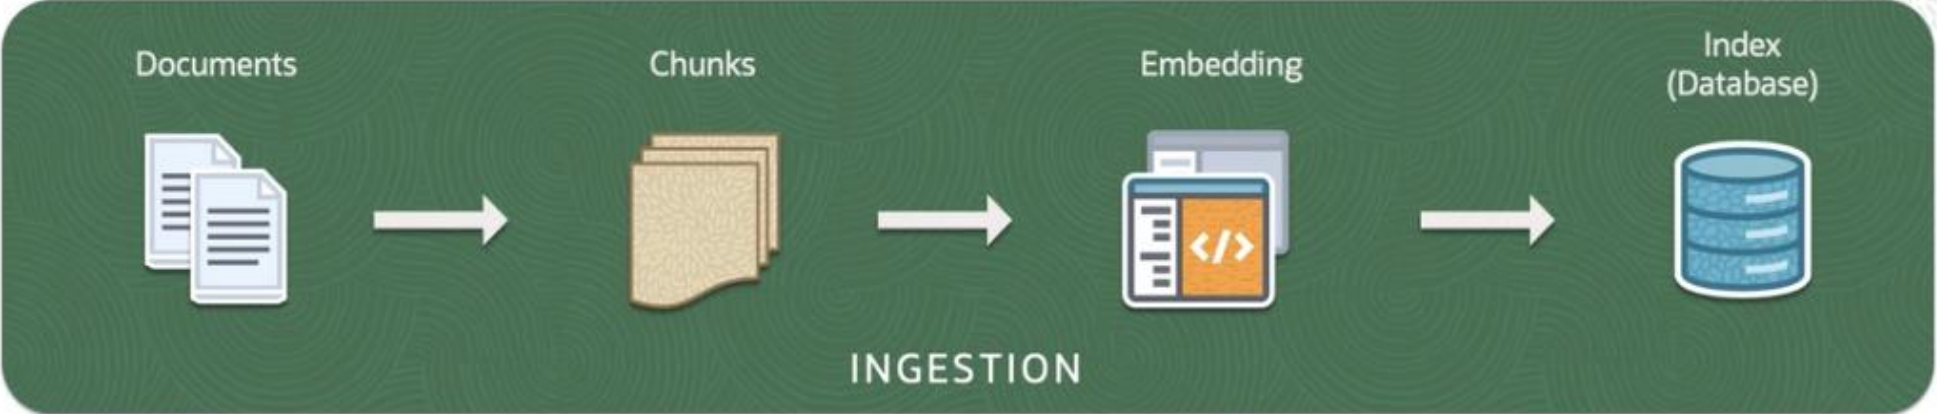 Documents
Chunks
Embedding
Index
(Database)
</>
INGESTION